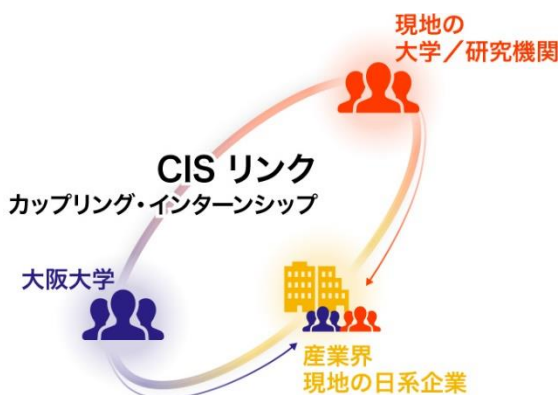 現地の
大学／研究機関
CIS リンク
カップリング・インターンシップ
大阪大学
産業界
現地の日系企業